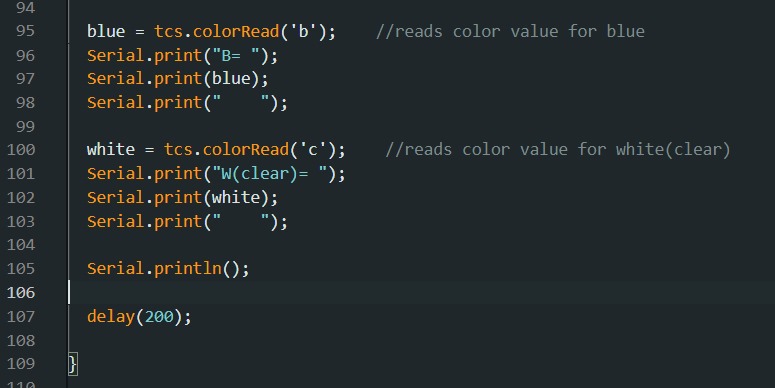 94
95 blue = tcs.colorRead('b');    //reads color value for blue
96 Serial.print("B= ");
97 Serial.print(blue);
98 Serial.print("    ");
99
100 white = tcs.colorRead('c');    //reads color value for white(clear)
101 Serial.print("W(clear)= ");
102 Serial.print(white);
103 Serial.print("    ");
104
105 Serial.println();
106
107 delay(200);
108
109 }
110